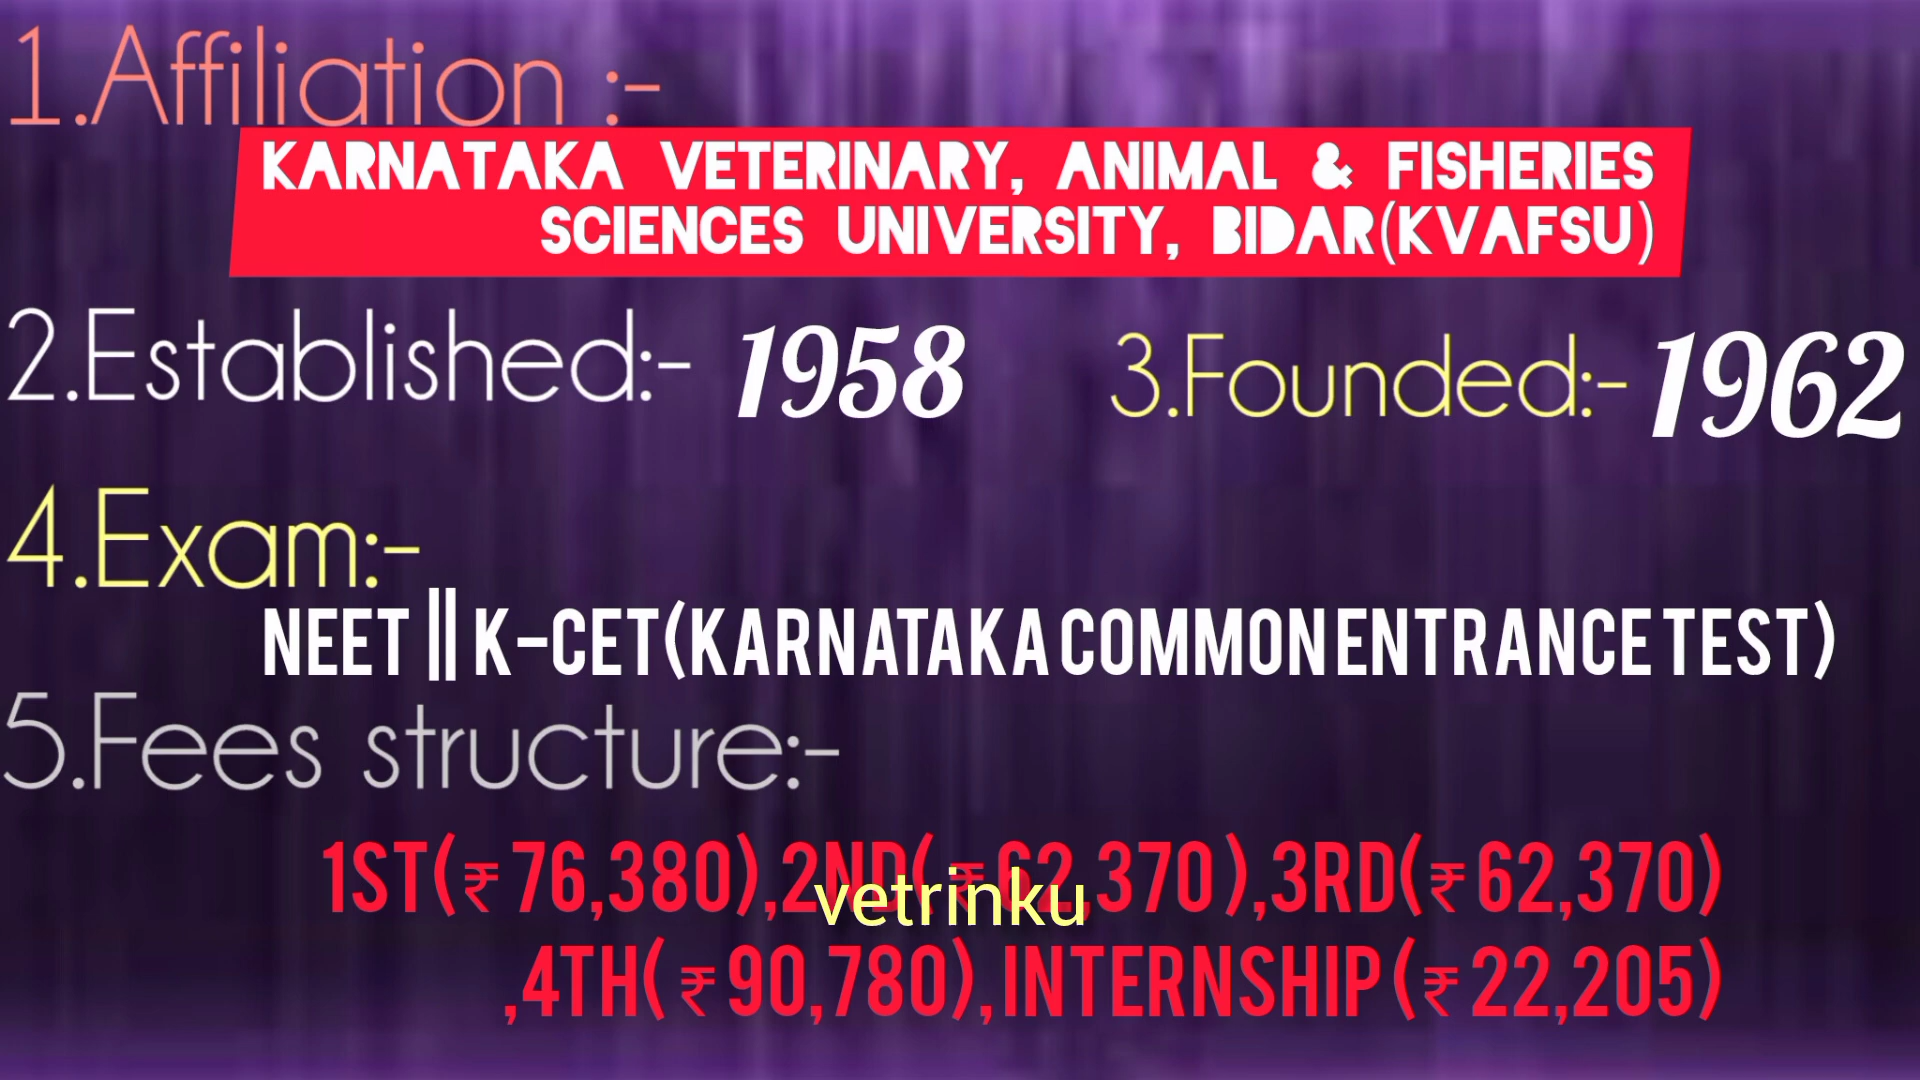 1.Affiliation :-
KARNATAKA VETERINARY, ANIMAL & FISHERIES
SCIENCES UNIVERSITY, BIDAR(KVAFSU)
2.Established:- 1958 3.Founded:- 1962
4.Exam:-
NEET || K-CET(KARNATAKA COMMON ENTRANCE TEST)
5.Fees structure:-
1ST(₹76,380),2ND(₹62,370),3RD(₹62,370)
vetrinku
,4TH(₹90,780),INTERNSHIP(₹22,205)